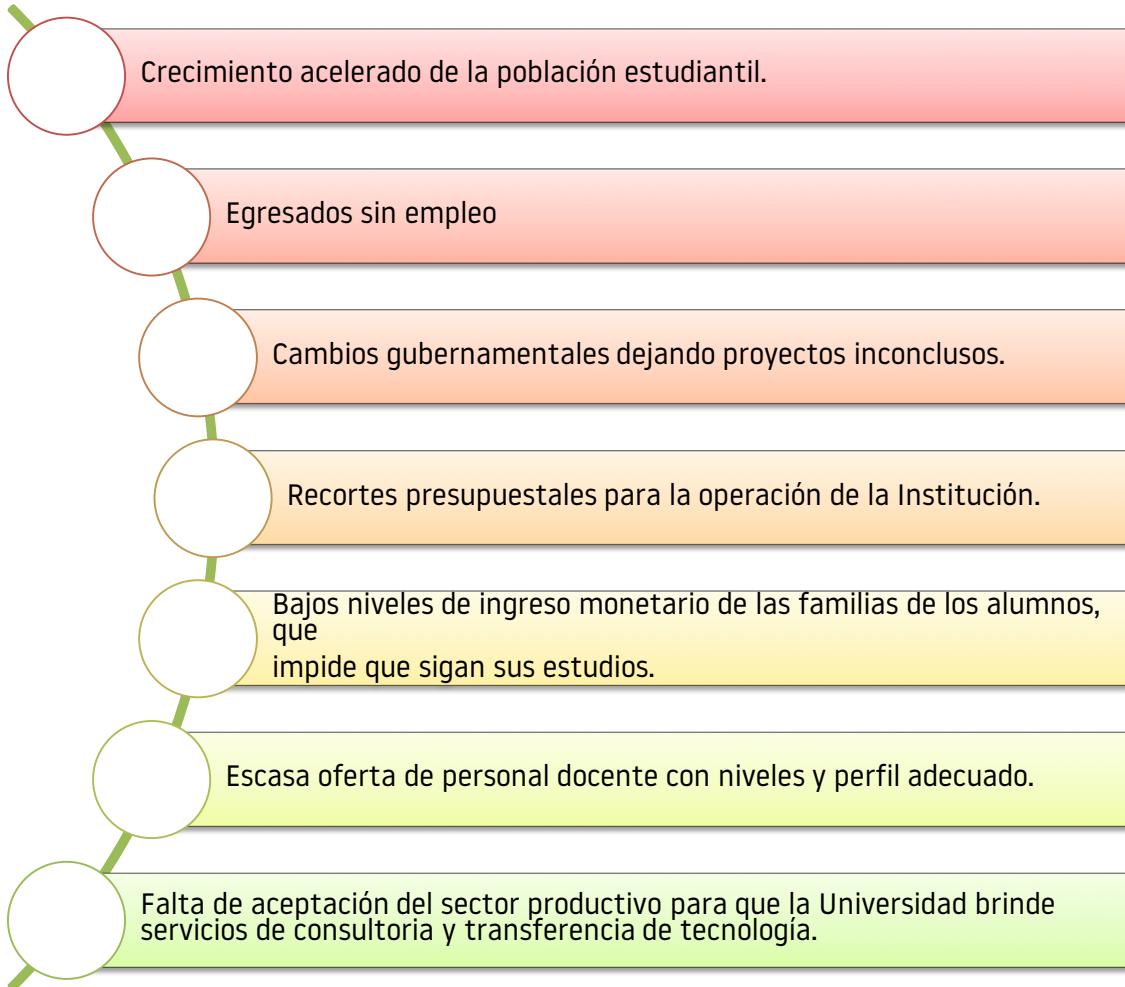 Crecimiento acelerado de la población estudiantil.
Egresados sin empleo
Cambios gubernamentales dejando proyectos inconclusos.
Recortes presupuestales para la operación de la Institución.
Bajos niveles de ingreso monetario de las familias de los alumnos,
que
impide que sigan sus estudios.
Escasa oferta de personal docente con niveles y perfil adecuado.
Falta de aceptación del sector productivo para que la Universidad brinde
servicios de consultoria y transferencia de tecnología.